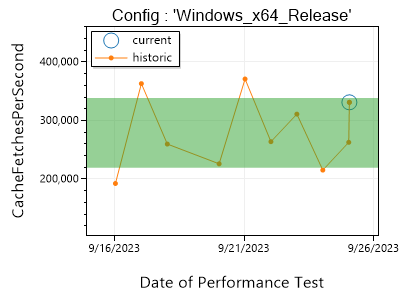 Config : 'Windows_x64_Release'
current
historic
CacheFetchesPerSecond
400,000
300,000
200,000
9/16/2023
9/21/2023
9/26/2023
Date of Performance Test